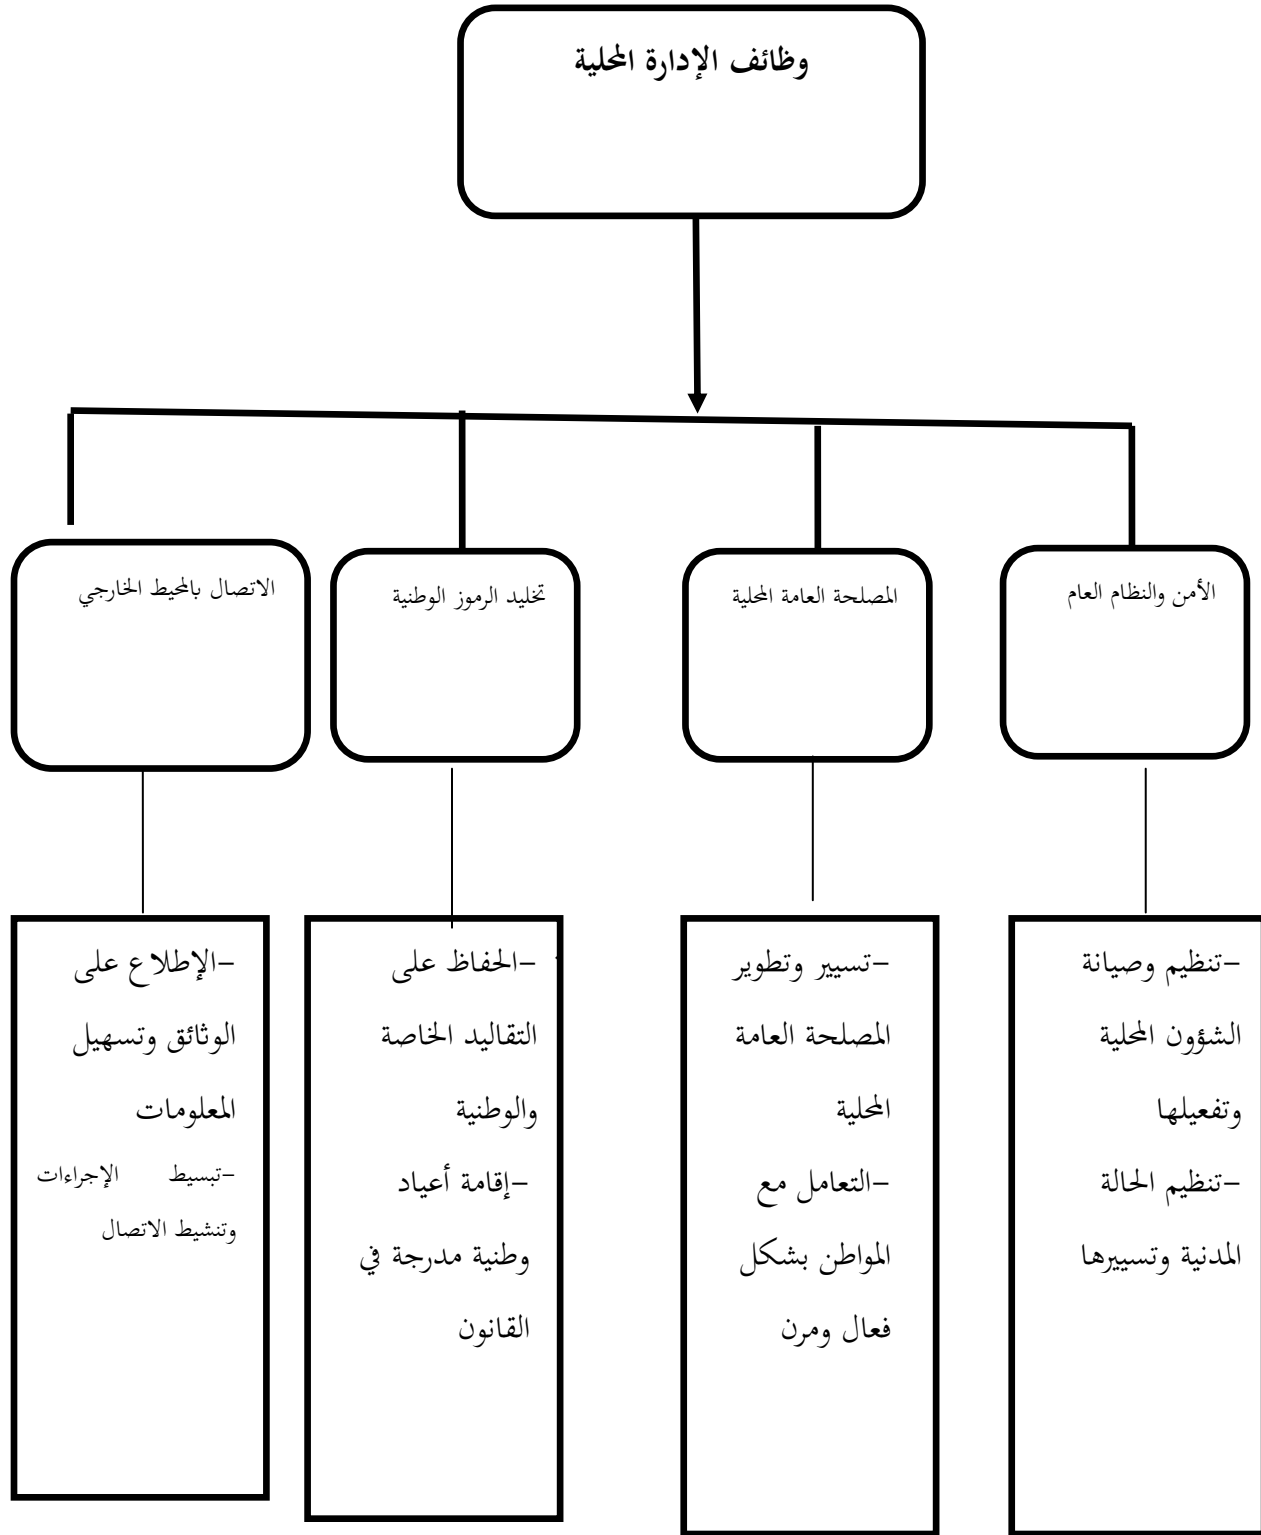 وظائف الإدارة المحلية
الأمن والنظام العام
المصلحة العامة المحلية
تخليد الرموز الوطنية
الاتصال بالمحيط الخارجي
-تنظيم وصيانة
الشؤون المحلية
وتفعيلها
-تنظيم الحالة
المدنية وتسييرها
-تسيير وتطوير
المصلحة العامة
المحلية
-التعامل مع
المواطن بشكل
فعال ومرن
-الحفاظ على
التقاليد الخاصة
والوطنية
-إقامة أعياد
وطنية مدرجة في
القانون
-الإطلاع على
الوثائق وتسهيل
المعلومات
-تبسيط الإجراءات
وتنشيط الاتصال